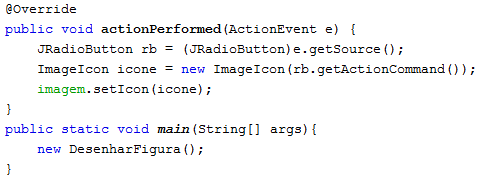 @Override
public void actionPerformed(ActionEvent e) {
    JRadioButton rb = (JRadioButton)e.getSource();
    ImageIcon icone = new ImageIcon(rb.getActionCommand());
    imagem.setIcon(icone);
}
public static void main(String[] args){
    new DesenharFigura();
}